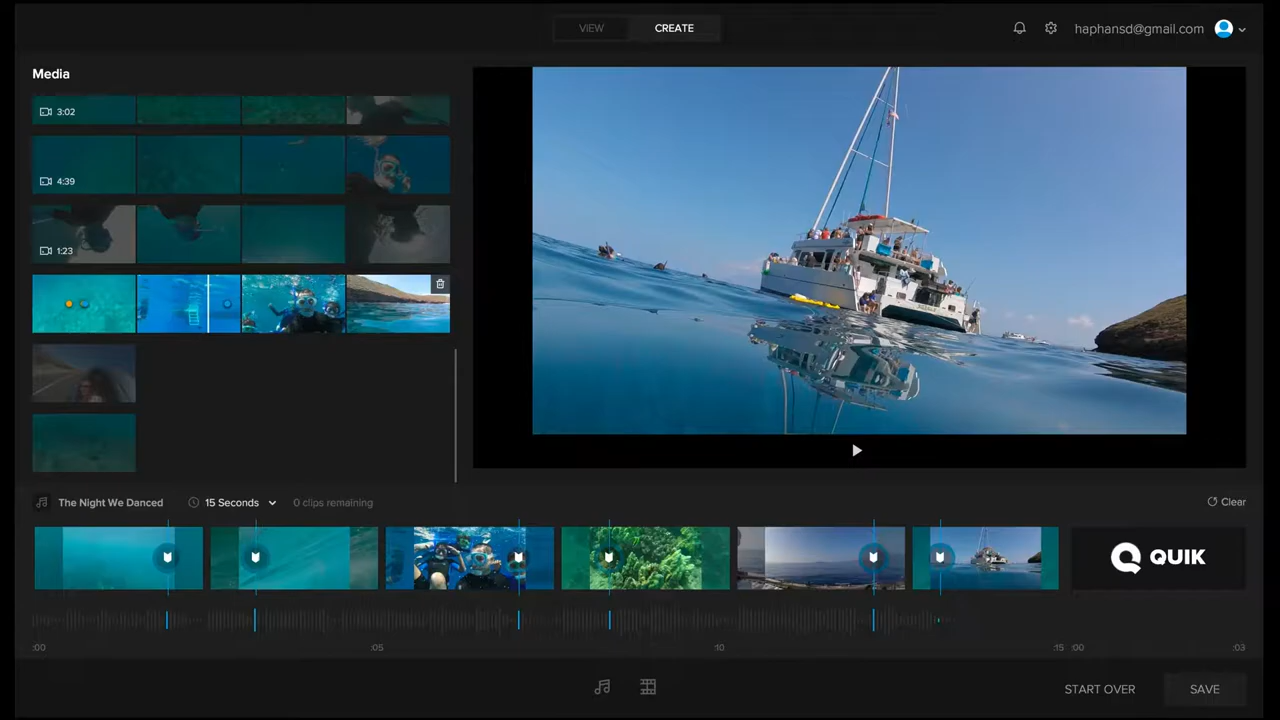 VIEW
CREATE
haphansd@gmail.com
Media
3:02
4:39
1:23
The Night We Danced
15 Seconds
0 clips remaining
Clear
QUIK
:00
:05
:10
:15
:00
:03
START OVER
SAVE